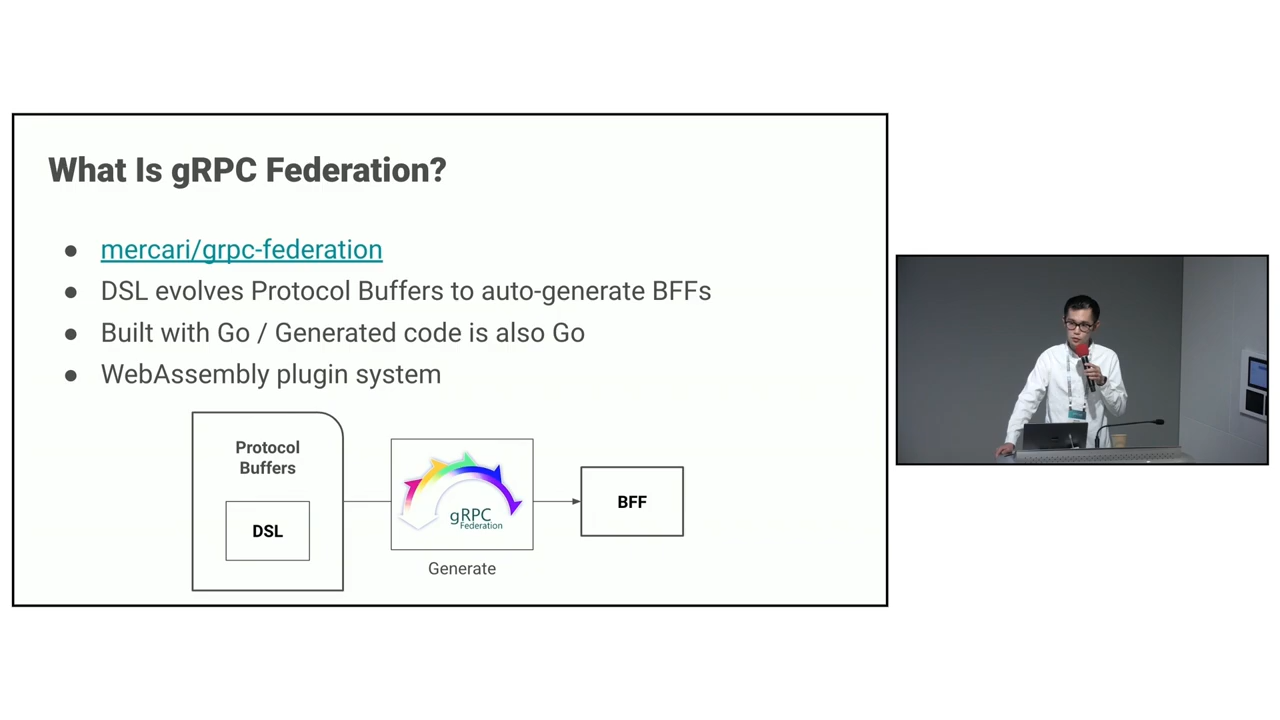 What Is gRPC Federation?
● mercari/grpc-federation
● DSL evolves Protocol Buffers to auto-generate BFFs
● Built with Go / Generated code is also Go
● WebAssembly plugin system
Protocol
Buffers
DSL
gRPC
Federation
Generate
BFF